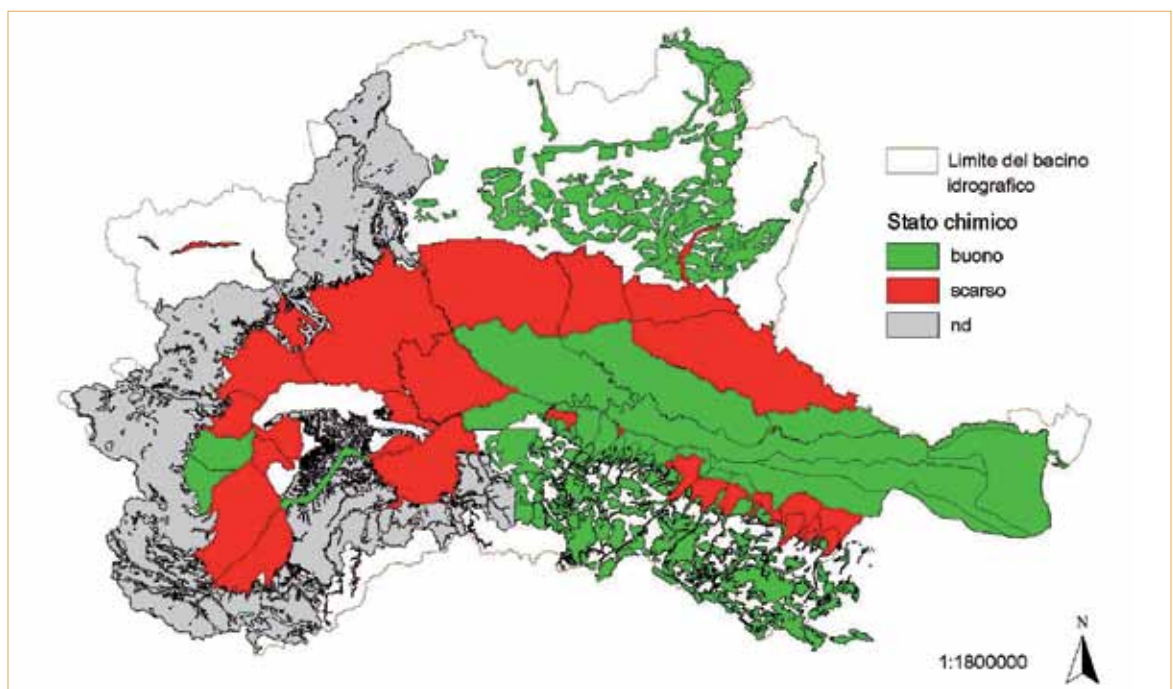 Limite del bacino
idrografico
Stato chimico
buono
scarso
nd
N
1:1800000